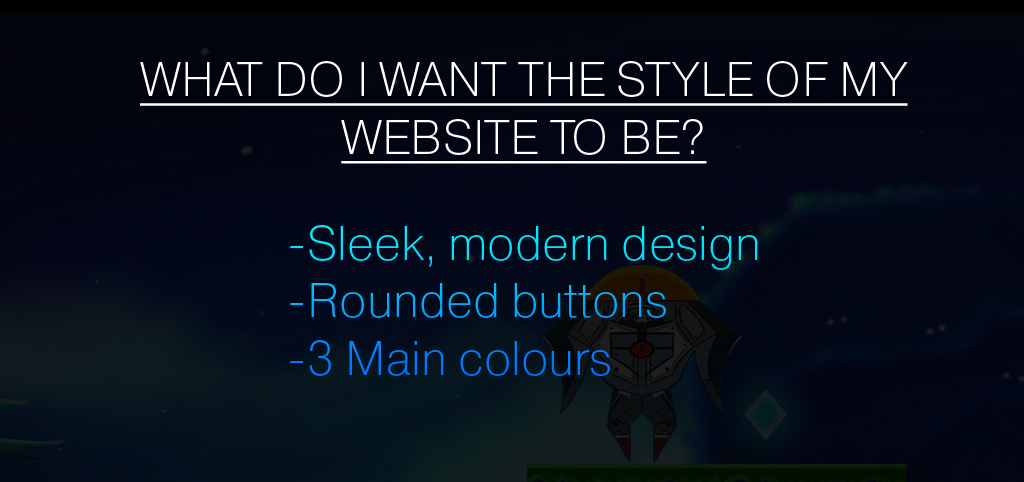 WHAT DO I WANT THE STYLE OF MY
WEBSITE TO BE?
-Sleek, modern design
-Rounded buttons
-3 Main colours